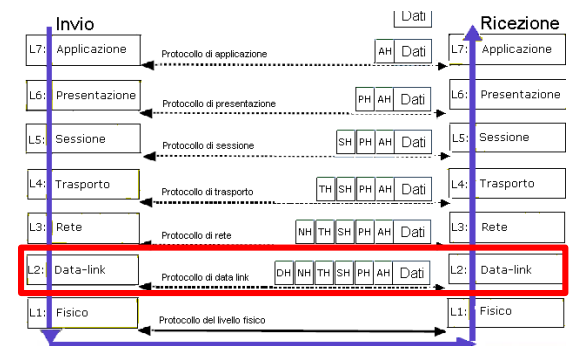 Dati
Invio
Ricezione
L7: Applicazione Protocollo di applicazione AH Dati L7: Applicazione
L6: Presentazione Protocollo di presentazione PH AH Dati L6: Presentazione
L5: Sessione Protocollo di sessione SH PH AH Dati L5: Sessione
L4: Trasporto Protocollo di trasporto TH SH PH AH Dati L4: Trasporto
L3: Rete Protocollo di rete NH TH SH PH AH Dati L3: Rete
L2: Data-link Protocollo di data link DH NH TH SH PH AH Dati L2: Data-link
L1: Fisico Protocollo del livello fisico L1: Fisico